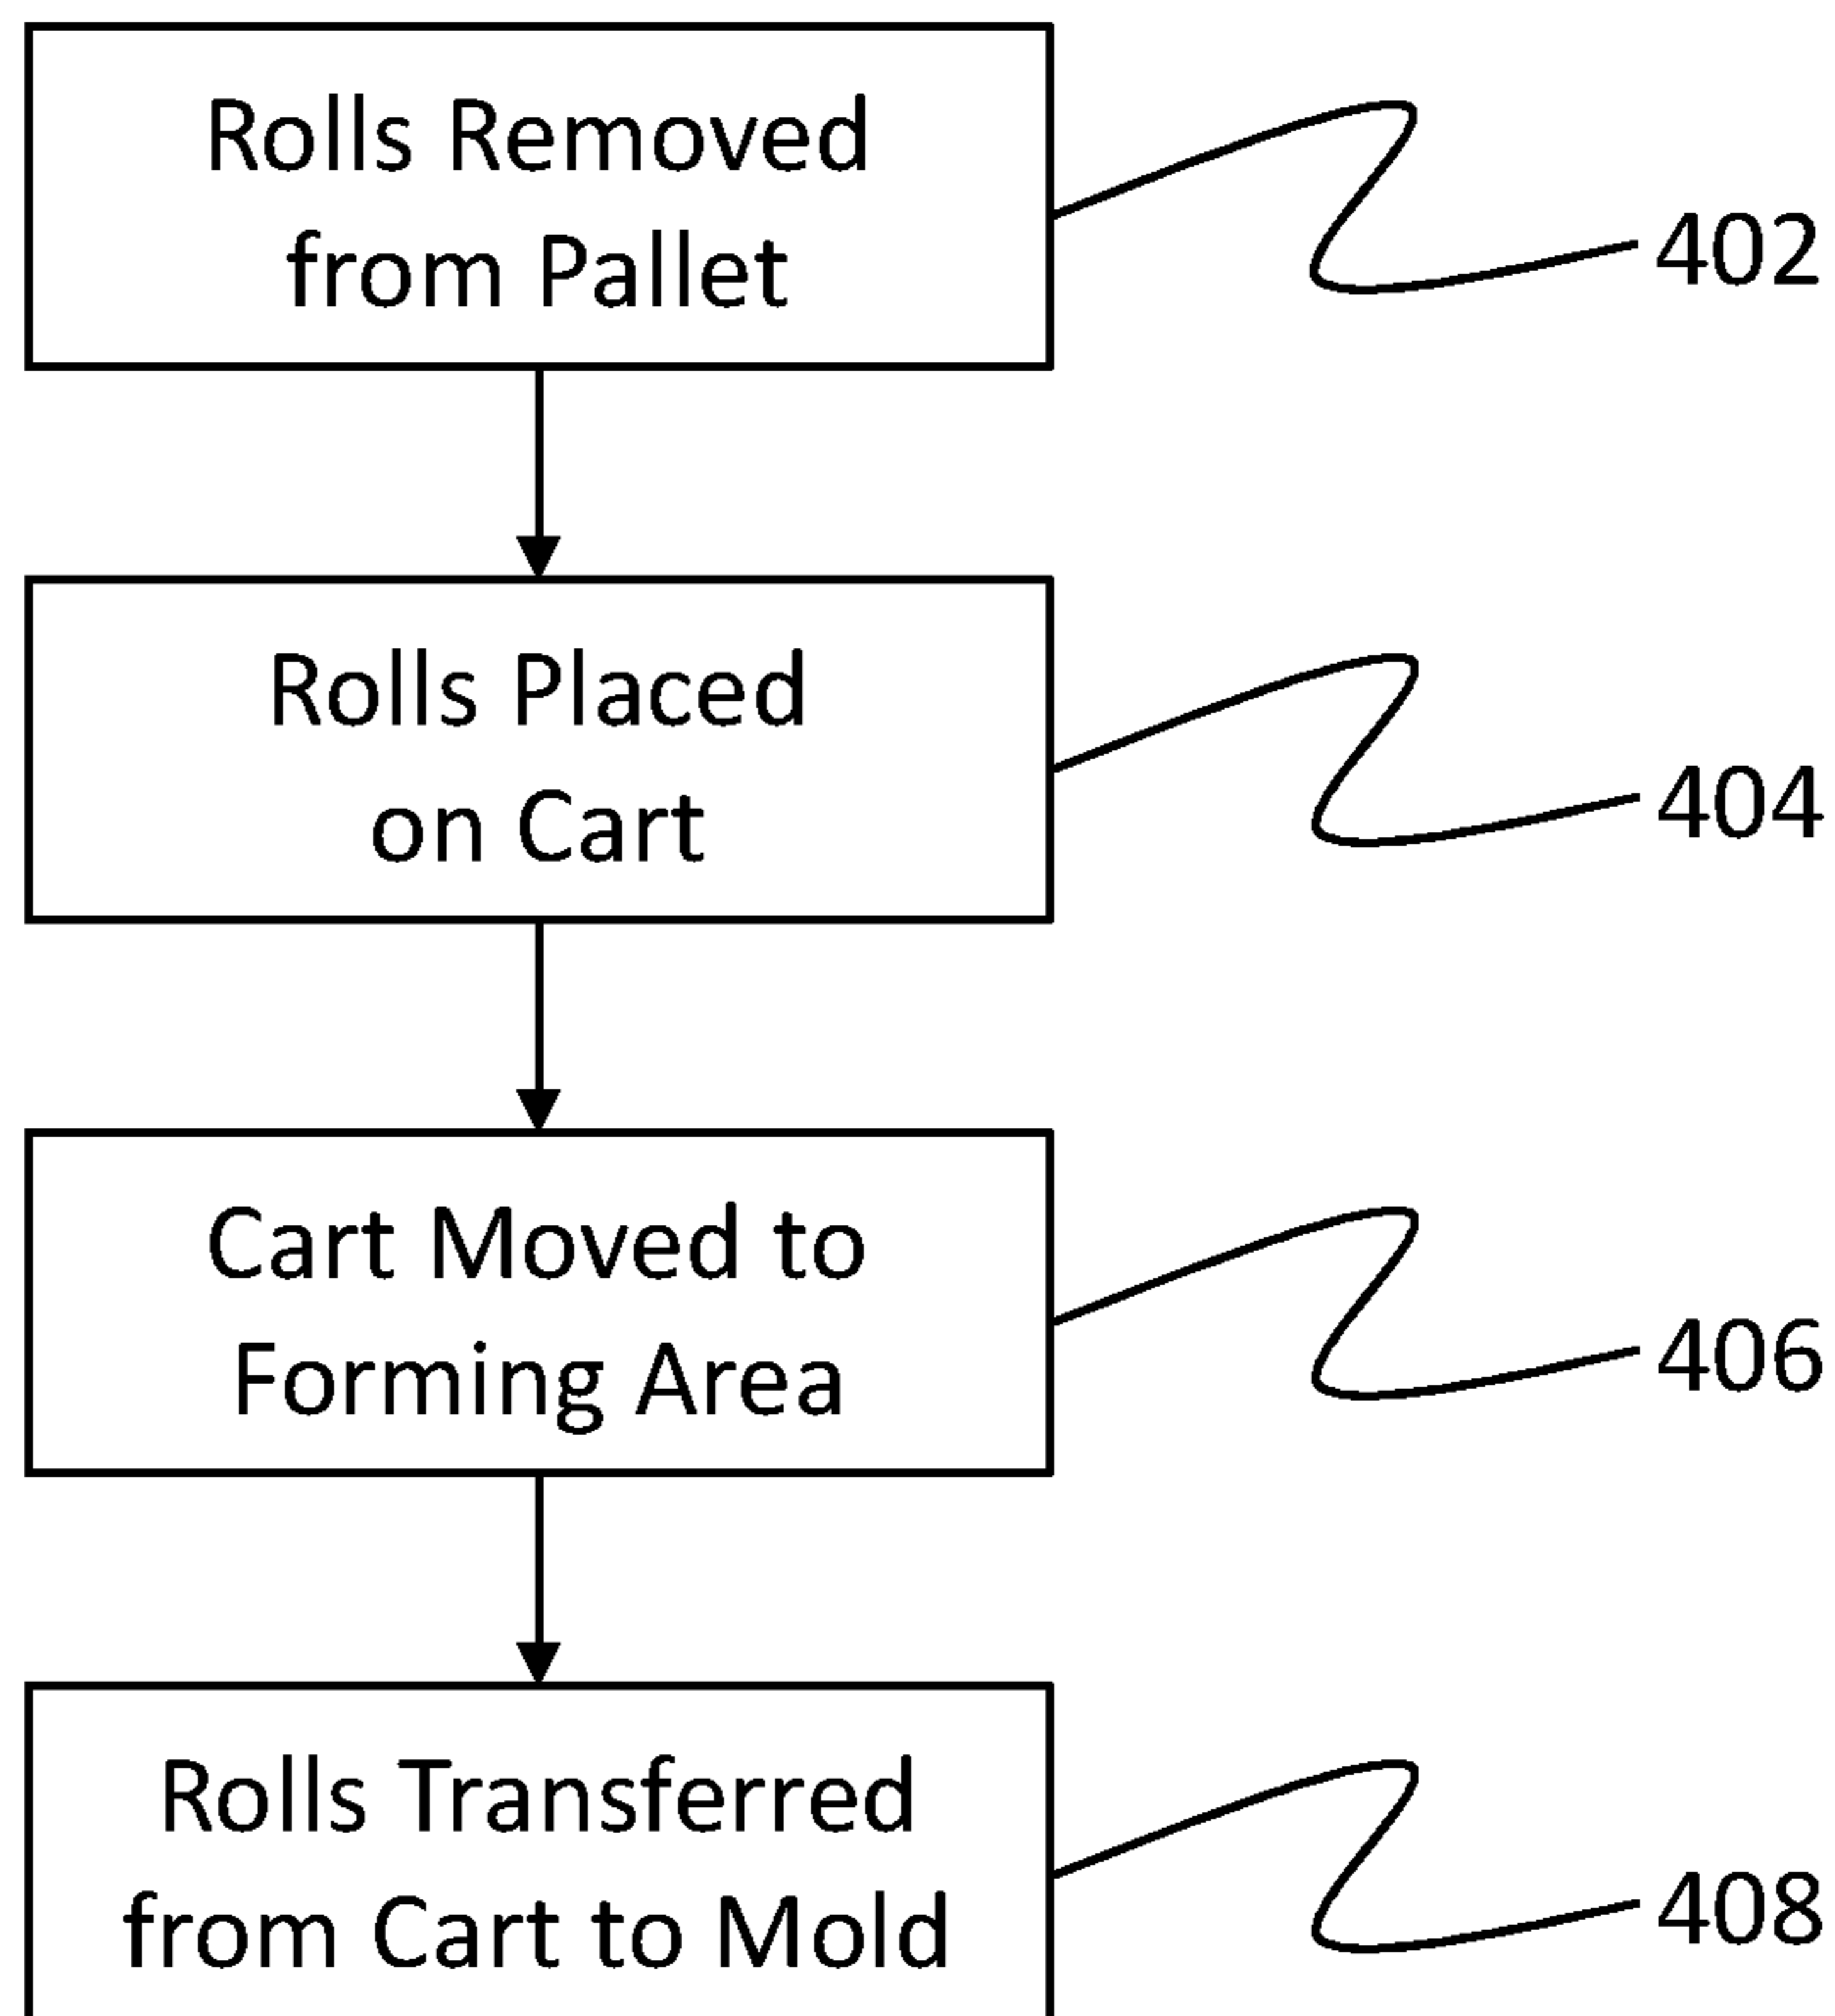 Rolls Removed
from Pallet
402
Rolls Placed
on Cart
404
Cart Moved to
Forming Area
406
Rolls Transferred
from Cart to Mold
408